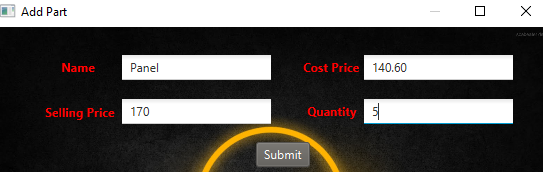 Add Part
Name Panel Cost Price 140.60
Selling Price 170 Quantity 5
Submit